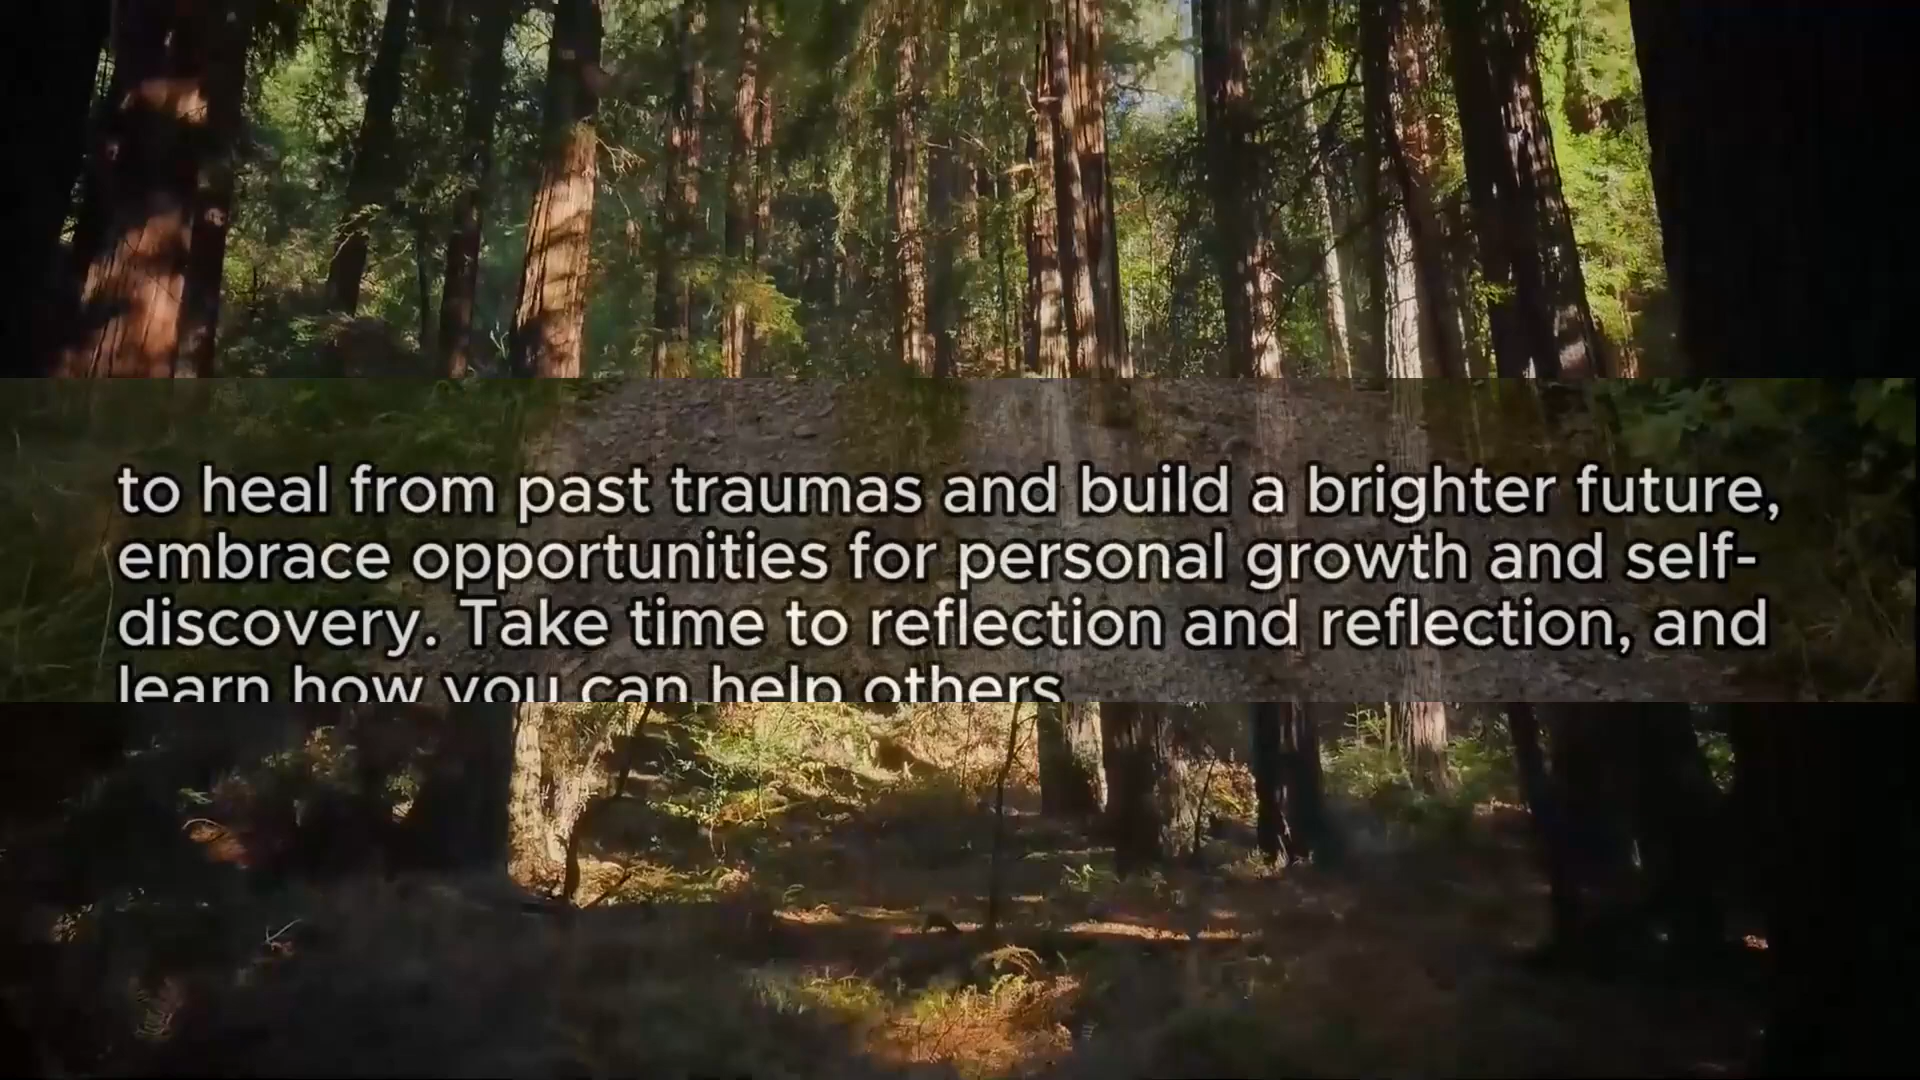 to heal from past traumas and build a brighter future,
embrace opportunities for personal growth and self-
discovery. Take time to reflection and reflection, and
learn how you can help others